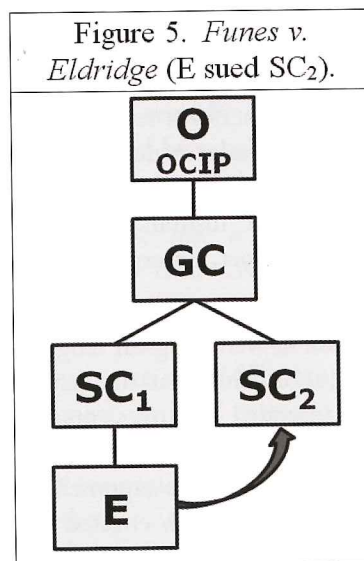 Figure 5. Funes v.
Eldridge (E sued SC₂).
O
OCIP
GC
SC₁ SC₂
E